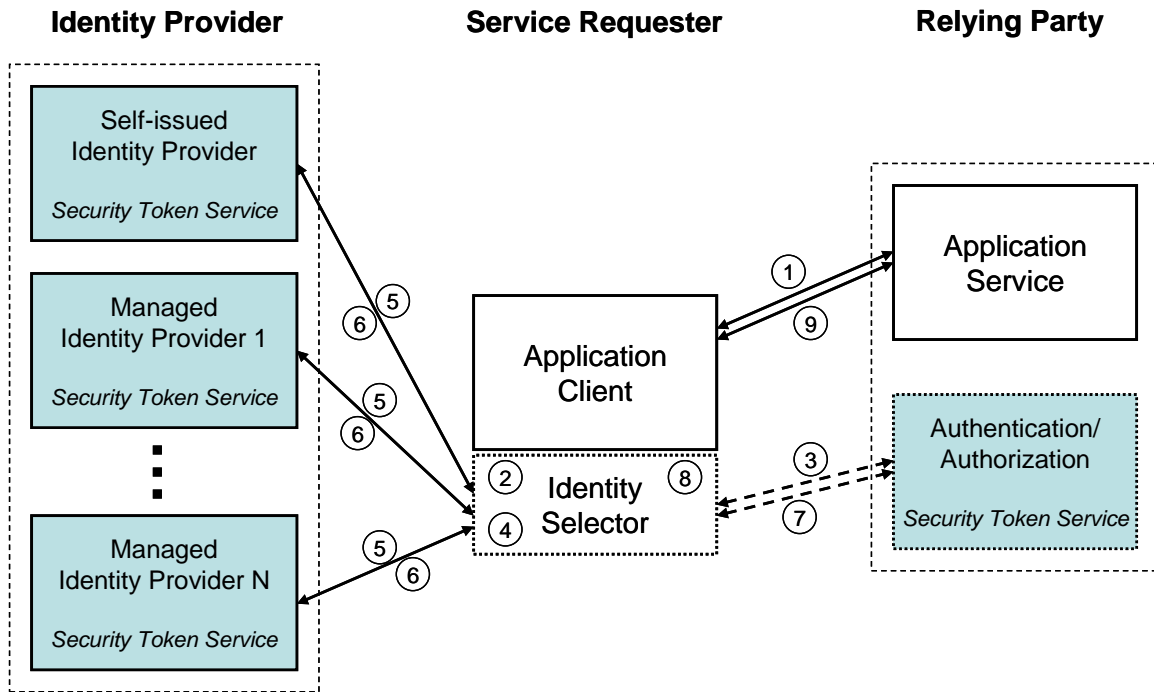 Identity Provider
Service Requester
Relying Party
Self-issued
Identity Provider
Security Token Service
Managed
Identity Provider 1
Security Token Service
Managed
Identity Provider N
Security Token Service
5
6
5
6
5
6
Application
Client
2
8
Identity
Selector
4
1
9
3
7
Application
Service
Authentication/
Authorization
Security Token Service